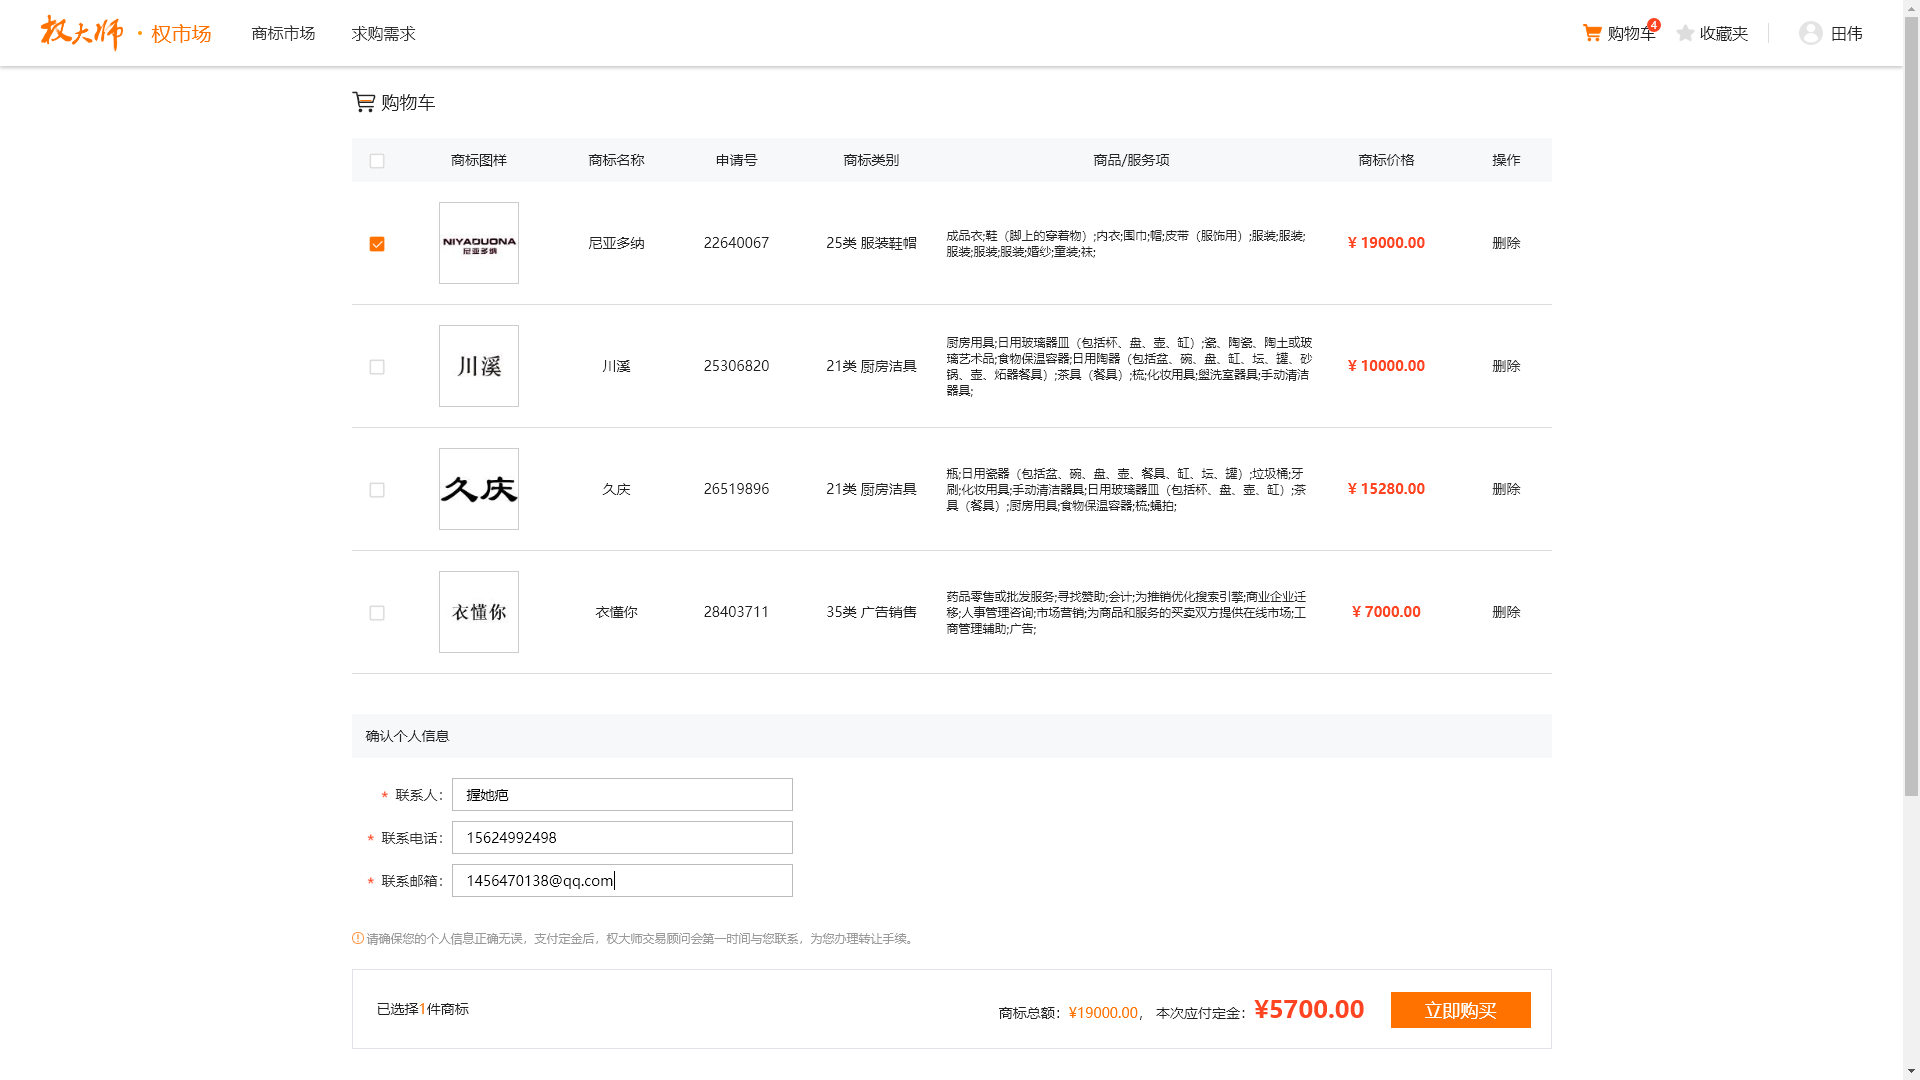 权大师 · 权市场 商标市场 求购需求 购物车 4 收藏夹 田伟
购物车
商标图样 商标名称 申请号 商标类别 商品/服务项 商标价格 操作
NIYADUONA
尼亚多纳
尼亚多纳 22640067 25类 服装鞋帽
成品衣;鞋（脚上的穿着物）;内衣;围巾;帽;皮带（服饰用）;服装;服装;
服装;服装;服装;婚纱;童装;袜;
¥ 19000.00 删除
川溪
川溪 25306820 21类 厨房洁具
厨房用具;日用玻璃器皿（包括杯、盘、壶、缸）;瓷、陶瓷、陶土或玻
璃艺术品;食物保温容器;日用陶器（包括盆、碗、盘、缸、坛、罐、砂
锅、壶、炻器餐具）;茶具（餐具）;梳;化妆用具;盥洗室器具;手动清洁
器具;
¥ 10000.00 删除
久庆
久庆 26519896 21类 厨房洁具
瓶;日用瓷器（包括盆、碗、盘、壶、餐具、缸、坛、罐）;垃圾桶;牙
刷;化妆用具;手动清洁器具;日用玻璃器皿（包括杯、盘、壶、缸）;茶
具（餐具）;厨房用具;食物保温容器;梳;蝇拍;
¥ 15280.00 删除
衣懂你
衣懂你 28403711 35类 广告销售
药品零售或批发服务;寻找赞助;会计;为推销优化搜索引擎;商业企业迁
移;人事管理咨询;市场营销;为商品和服务的买卖双方提供在线市场;工
商管理辅助;广告;
¥ 7000.00 删除
确认个人信息
* 联系人： 握她疤
* 联系电话： 15624992498
* 联系邮箱： 1456470138@qq.com
请确保您的个人信息正确无误，支付定金后，权大师交易顾问会第一时间与您联系，为您办理转让手续。
已选择1件商标 商标总额：¥19000.00， 本次应付定金：¥5700.00 立即购买